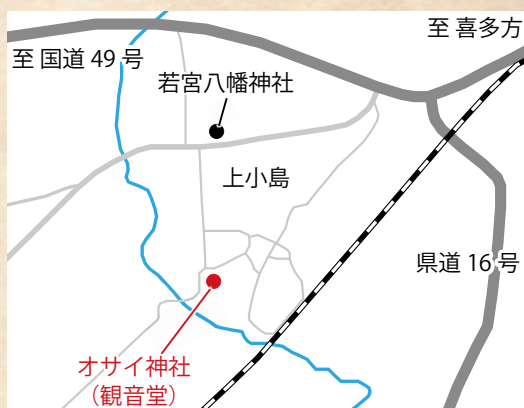 至 喜多方
至 国道 49 号
若宮八幡神社
上小島
県道 16 号
オサイ神社
（観音堂）